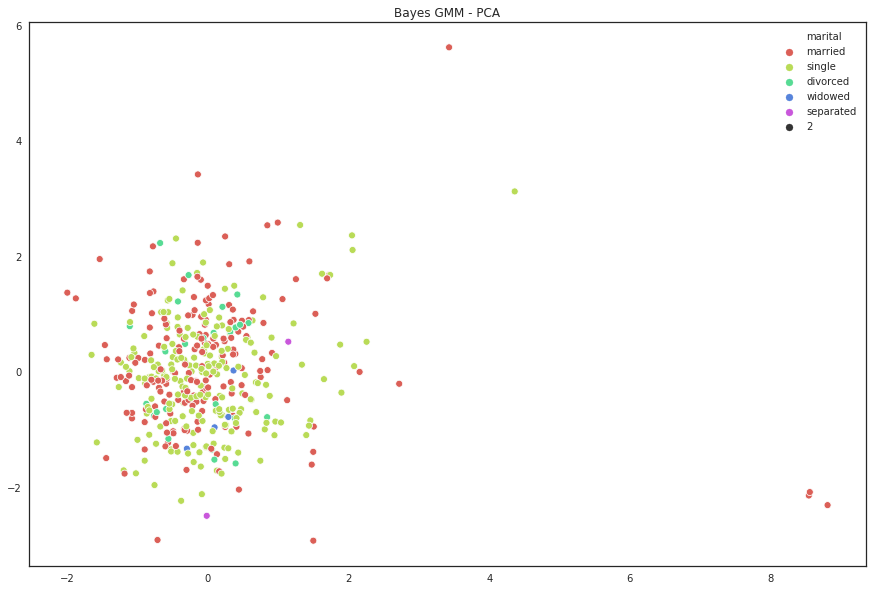 Bayes GMM - PCA
6
4
2
0
−2
−2
0
2
4
6
8
marital
married
single
divorced
widowed
separated
2